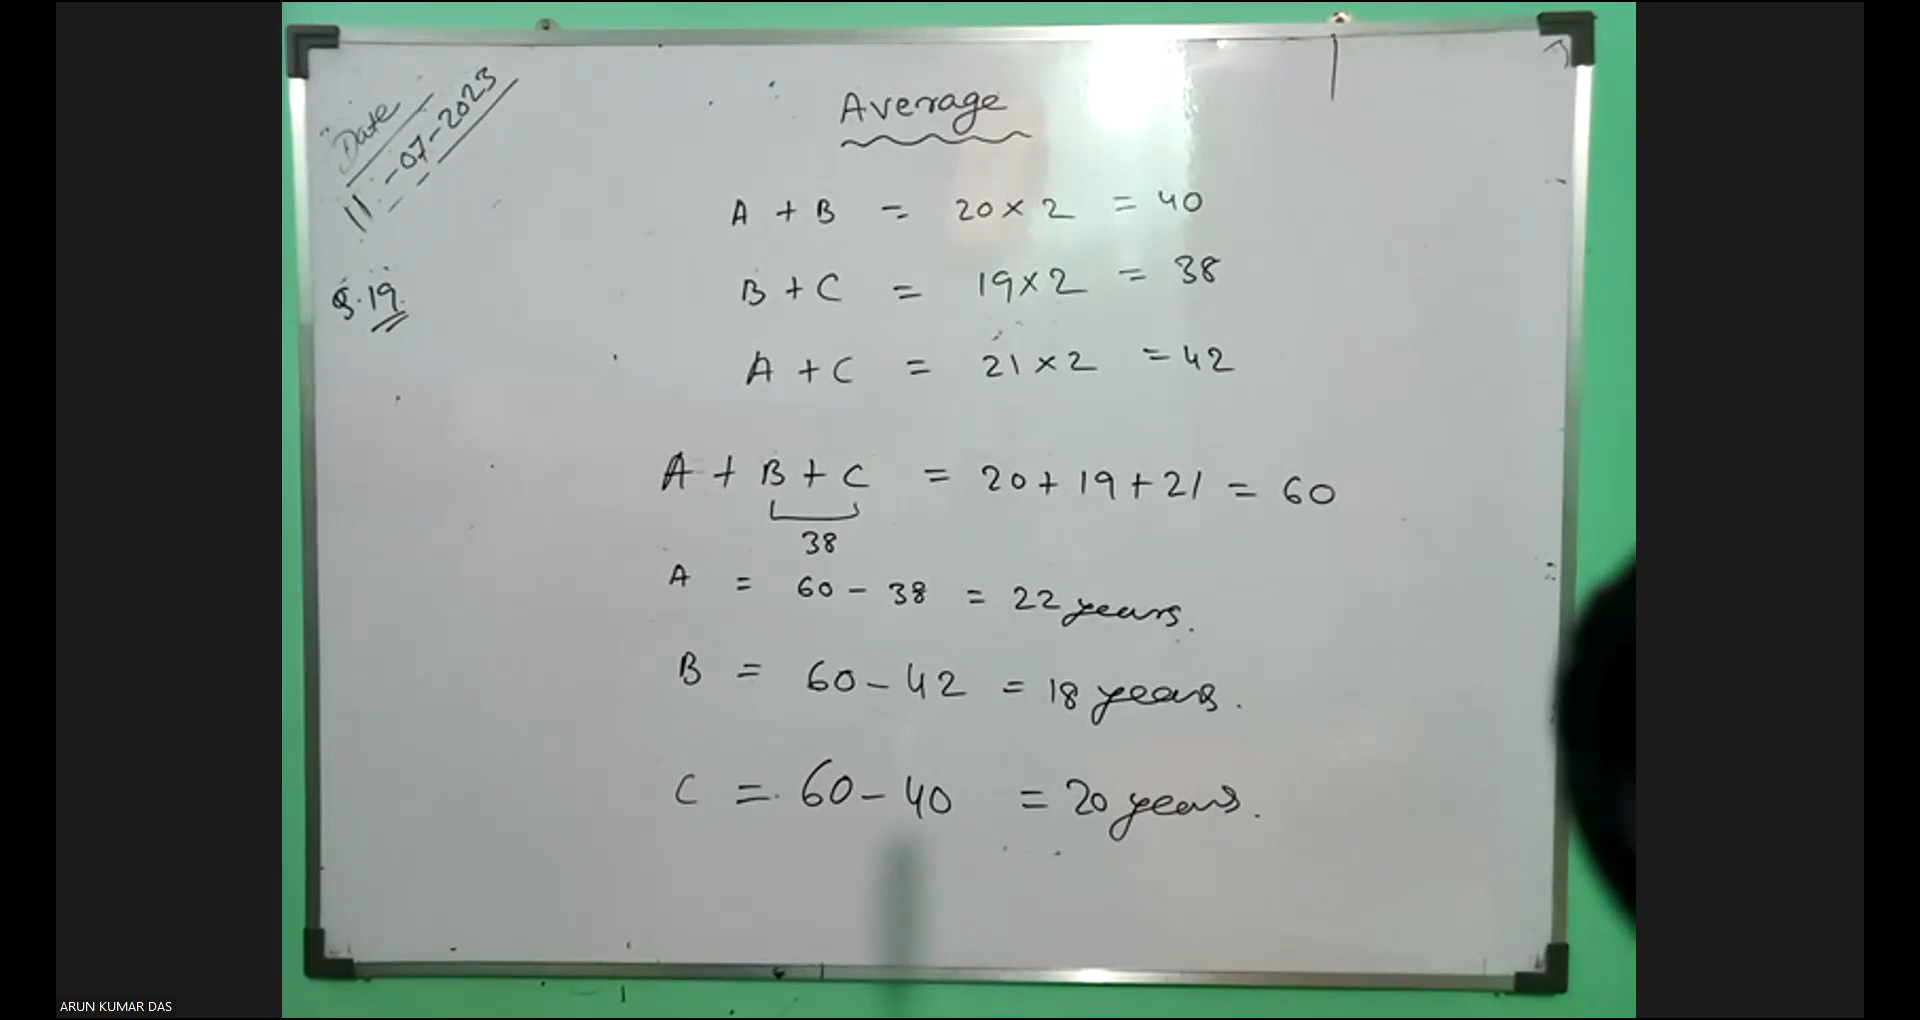 Date
11-07-2023
Average
Q.19.
A + B = 20 × 2 = 40
B + C = 19 × 2 = 38
A + C = 21 × 2 = 42
A + B + C = 20 + 19 + 21 = 60
38
A = 60 - 38 = 22 years.
B = 60 - 42 = 18 years.
C = 60 - 40 = 20 years.
ARUN KUMAR DAS